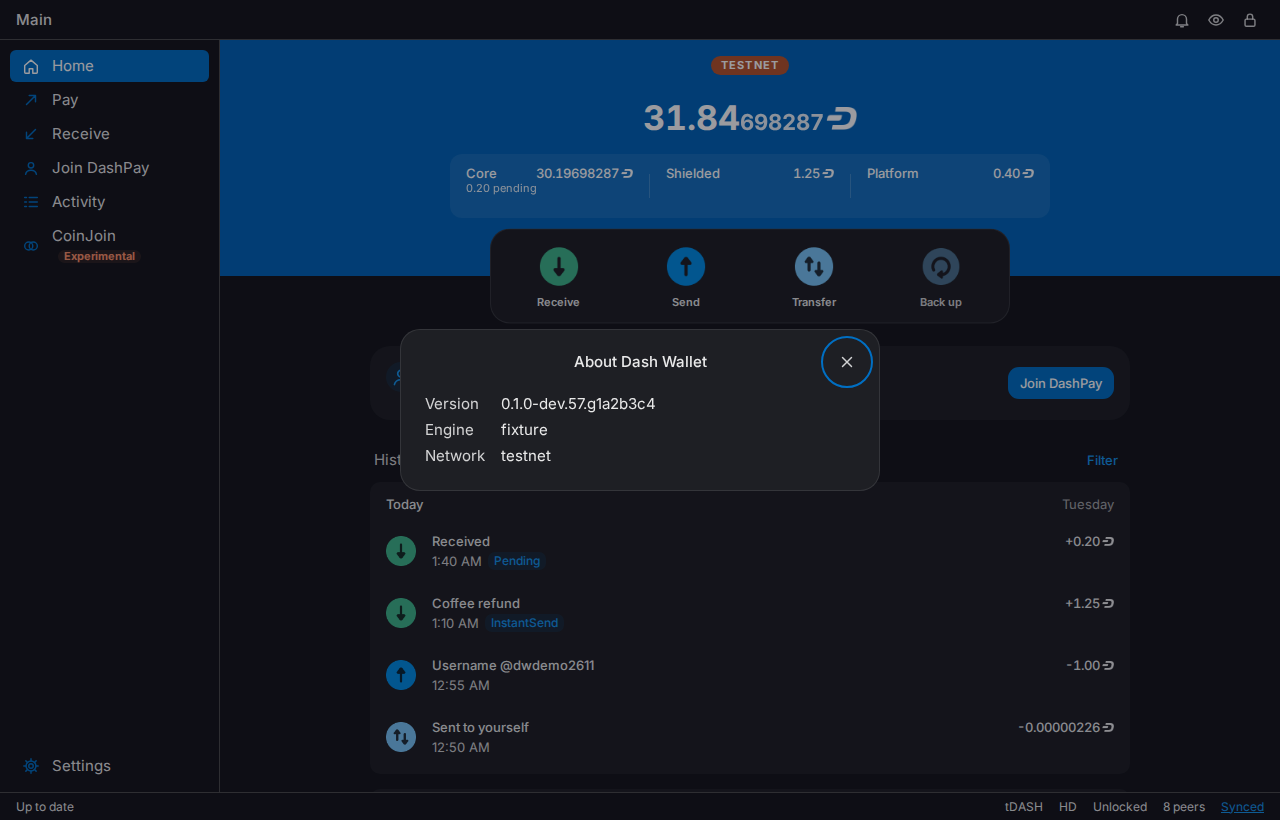 Main
Home
Pay
Receive
Join DashPay
Activity
CoinJoin
Experimental
Settings
TESTNET
31.84698287
Core 30.19698287
0.20 pending
Shielded 1.25
Platform 0.40
Receive Send Transfer Back up
About Dash Wallet
Version 0.1.0-dev.57.g1a2b3c4
Engine fixture
Network testnet
Join DashPay
Hist
Filter
Today Tuesday
Received +0.20
1:40 AM Pending
Coffee refund +1.25
1:10 AM InstantSend
Username @dwdemo2611 -1.00
12:55 AM
Sent to yourself -0.00000226
12:50 AM
Up to date tDASH HD Unlocked 8 peers Synced